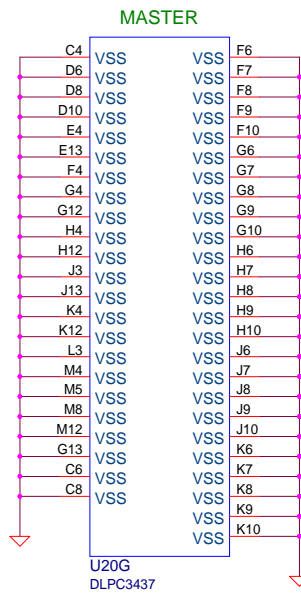 MASTER
C4 VSS VSS F6
D6 VSS VSS F7
D8 VSS VSS F8
D10 VSS VSS F9
E4 VSS VSS F10
E13 VSS VSS G6
F4 VSS VSS G7
G4 VSS VSS G8
G12 VSS VSS G9
H4 VSS VSS G10
H12 VSS VSS H6
J3 VSS VSS H7
J13 VSS VSS H8
K4 VSS VSS H9
K12 VSS VSS H10
L3 VSS VSS J6
M4 VSS VSS J7
M5 VSS VSS J8
M8 VSS VSS J9
M12 VSS VSS J10
G13 VSS VSS K6
C6 VSS VSS K7
C8 VSS VSS K8
VSS K9
VSS K10
U20G
DLPC3437